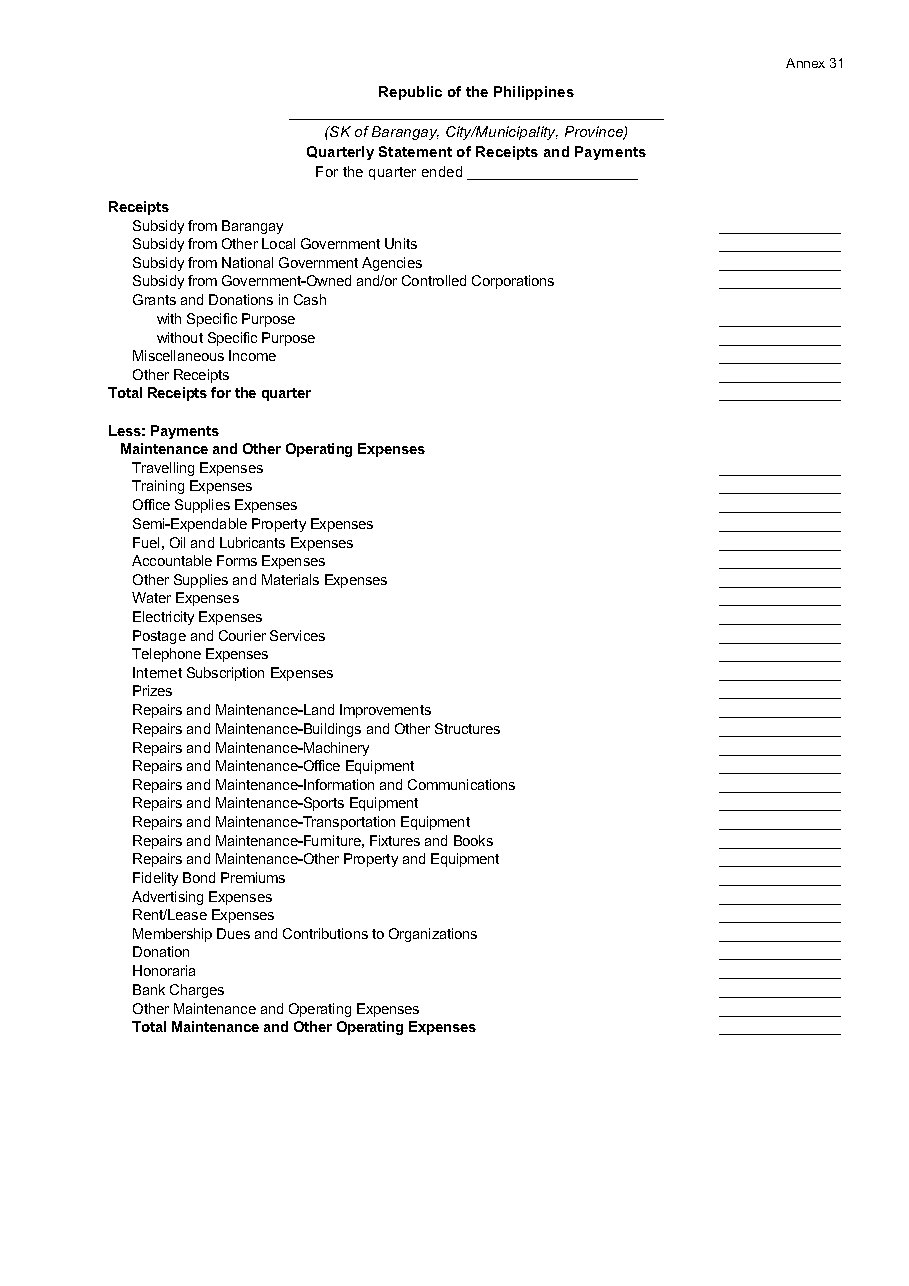 Annex 31
Republic of the Philippines
(SK of Barangay, City/Municipality, Province)
Quarterly Statement of Receipts and Payments
For the quarter ended ____________________
Receipts
Subsidy from Barangay
Subsidy from Other Local Government Units
Subsidy from National Government Agencies
Subsidy from Government-Owned and/or Controlled Corporations
Grants and Donations in Cash
with Specific Purpose
without Specific Purpose
Miscellaneous Income
Other Receipts
Total Receipts for the quarter
Less: Payments
Maintenance and Other Operating Expenses
Travelling Expenses
Training Expenses
Office Supplies Expenses
Semi-Expendable Property Expenses
Fuel, Oil and Lubricants Expenses
Accountable Forms Expenses
Other Supplies and Materials Expenses
Water Expenses
Electricity Expenses
Postage and Courier Services
Telephone Expenses
Internet Subscription Expenses
Prizes
Repairs and Maintenance-Land Improvements
Repairs and Maintenance-Buildings and Other Structures
Repairs and Maintenance-Machinery
Repairs and Maintenance-Office Equipment
Repairs and Maintenance-Information and Communications
Repairs and Maintenance-Sports Equipment
Repairs and Maintenance-Transportation Equipment
Repairs and Maintenance-Furniture, Fixtures and Books
Repairs and Maintenance-Other Property and Equipment
Fidelity Bond Premiums
Advertising Expenses
Rent/Lease Expenses
Membership Dues and Contributions to Organizations
Donation
Honoraria
Bank Charges
Other Maintenance and Operating Expenses
Total Maintenance and Other Operating Expenses